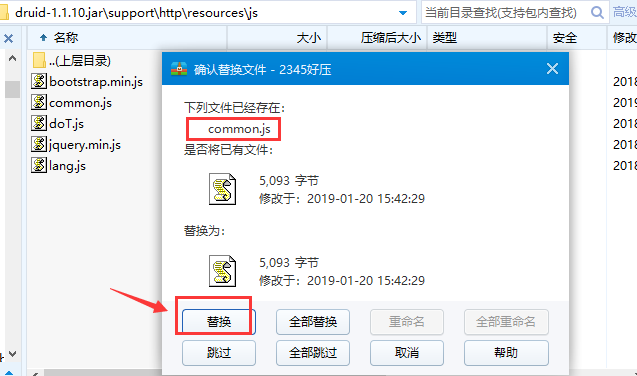 druid-1.1.10.jar\support\http\resources\js
当前目录查找(支持包内查找)
高级
名称
大小
压缩后大小
类型
安全
修改
..(上层目录)
bootstrap.min.js
2018
common.js
2019
doT.js
2018
jquery.min.js
2018
lang.js
2018
确认替换文件 - 2345好压
下列文件已经存在:
common.js
是否将已有文件:
5,093 字节
修改于: 2019-01-20 15:42:29
替换为:
5,093 字节
修改于: 2019-01-20 15:42:29
替换
全部替换
重命名
全部重命名
跳过
全部跳过
取消
帮助